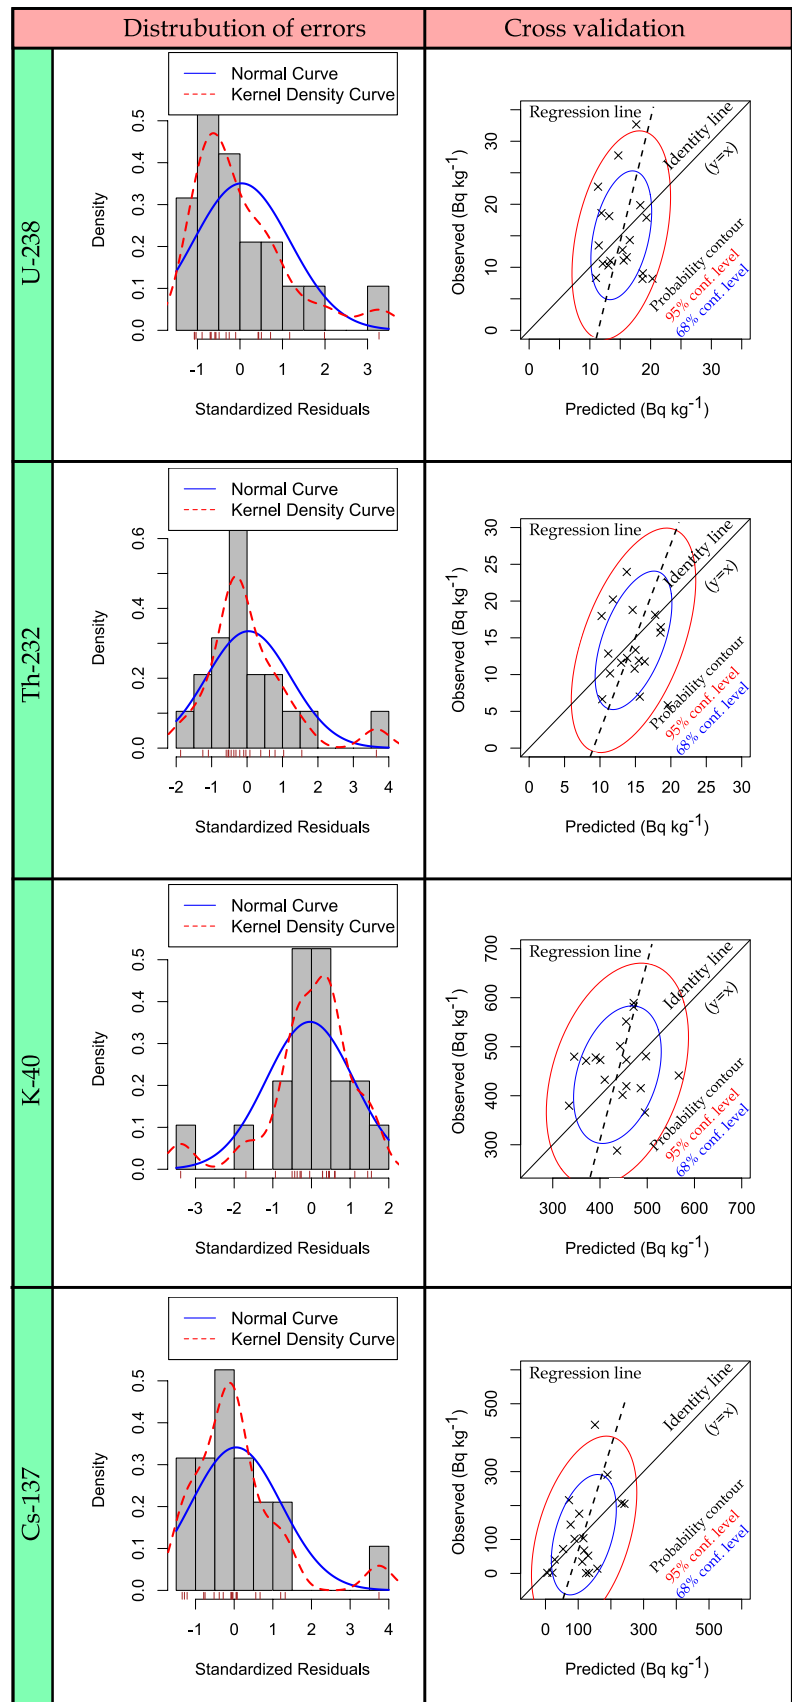 Distrubution of errors
Cross validation
U-238
Normal Curve
Kernel Density Curve
Density
0.0
0.1
0.2
0.3
0.4
0.5
-1
0
1
2
3
Standardized Residuals
Regression line
Identity line
(y=x)
Probability contour
95% conf. level
68% conf. level
Observed (Bq kg-1)
0
10
20
30
0
10
20
30
Predicted (Bq kg-1)
Th-232
Normal Curve
Kernel Density Curve
Density
0.0
0.2
0.4
0.6
-2
-1
0
1
2
3
4
Standardized Residuals
Regression line
Identity line
(y=x)
Probability contour
95% conf. level
68% conf. level
Observed (Bq kg-1)
0
5
10
15
20
25
30
0
5
10
15
20
25
30
Predicted (Bq kg-1)
K-40
Normal Curve
Kernel Density Curve
Density
0.0
0.1
0.2
0.3
0.4
0.5
-3
-2
-1
0
1
2
Standardized Residuals
Regression line
Identity line
(y=x)
Probability contour
95% conf. level
68% conf. level
Observed (Bq kg-1)
300
400
500
600
700
300
400
500
600
700
Predicted (Bq kg-1)
Cs-137
Normal Curve
Kernel Density Curve
Density
0.0
0.1
0.2
0.3
0.4
0.5
-1
0
1
2
3
4
Standardized Residuals
Regression line
Identity line
(y=x)
Probability contour
95% conf. level
68% conf. level
Observed (Bq kg-1)
0
100
300
500
0
100
300
500
Predicted (Bq kg-1)